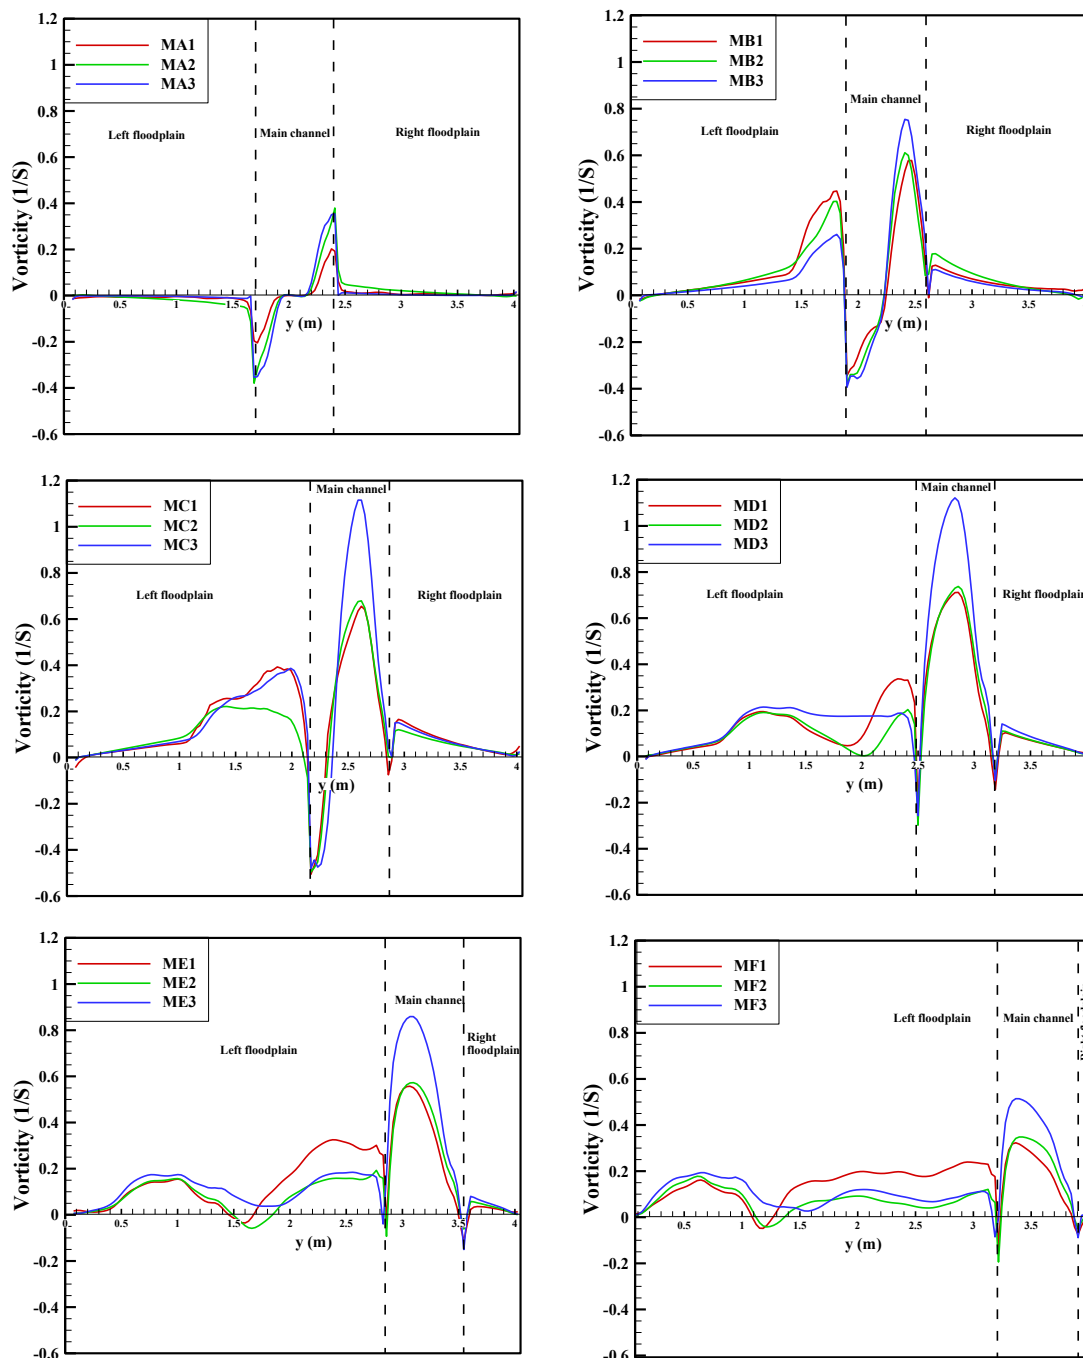 1.2
1
0.8
0.6
0.4
0.2
0
-0.2
-0.4
-0.6
Vorticity (1/S)
MA1
MA2
MA3
Left floodplain
Main channel
Right floodplain
0 0.5 1 1.5 2 2.5 3 3.5 4
y (m)
1.2
1
0.8
0.6
0.4
0.2
0
-0.2
-0.4
-0.6
Vorticity (1/S)
MB1
MB2
MB3
Main channel
Left floodplain
Right floodplain
0 0.5 1 1.5 2 2.5 3 3.5
y (m)
1.2
1
0.8
0.6
0.4
0.2
0
-0.2
-0.4
-0.6
Vorticity (1/S)
MC1
MC2
MC3
Main channel
Left floodplain
Right floodplain
0 0.5 1 1.5 2 2.5 3 3.5 4
y (m)
1.2
1
0.8
0.6
0.4
0.2
0
-0.2
-0.4
-0.6
Vorticity (1/S)
MD1
MD2
MD3
Main channel
Left floodplain
Right floodplain
0 0.5 1 1.5 2 2.5 3 3.5
y (m)
1.2
1
0.8
0.6
0.4
0.2
0
-0.2
-0.4
-0.6
Vorticity (1/S)
ME1
ME2
ME3
Main channel
Left floodplain
Right
floodplain
0 0.5 1 1.5 2 2.5 3 3.5 4
y (m)
1.2
1
0.8
0.6
0.4
0.2
0
-0.2
-0.4
-0.6
Vorticity (1/S)
MF1
MF2
MF3
Left floodplain
Main channel
0.5 1 1.5 2 2.5 3 3.5
y (m)